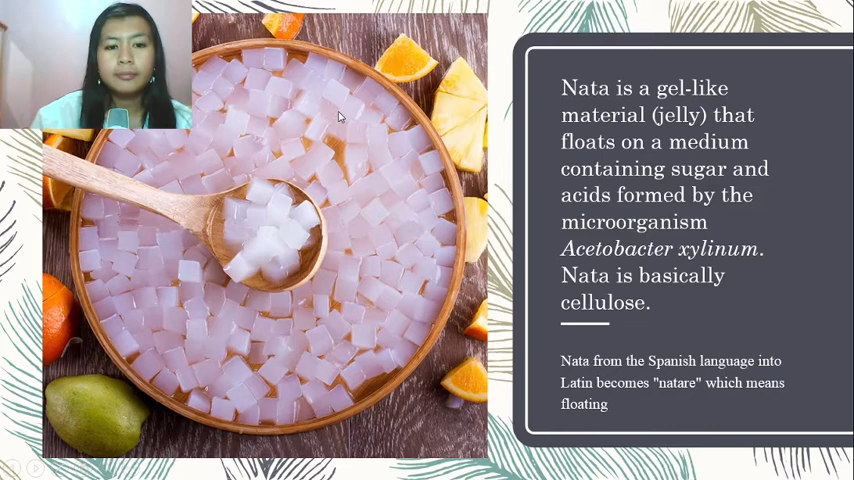 Nata is a gel-like
material (jelly) that
floats on a medium
containing sugar and
acids formed by the
microorganism
Acetobacter xylinum.
Nata is basically
cellulose.
Nata from the Spanish language into
Latin becomes "natare" which means
floating